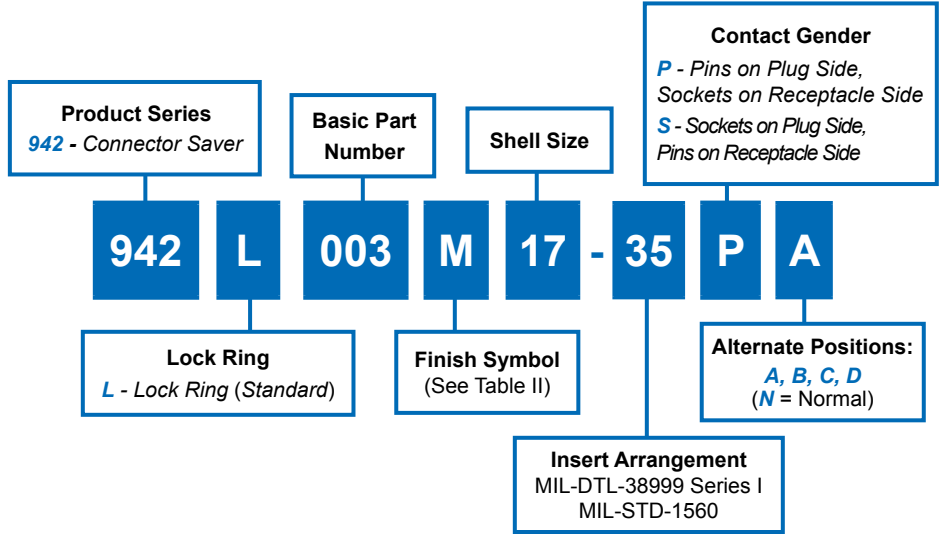 Contact Gender
P - Pins on Plug Side,
Sockets on Receptacle Side
S - Sockets on Plug Side,
Pins on Receptacle Side
Product Series
942 - Connector Saver
Basic Part
Number
Shell Size
942 L 003 M 17 - 35 P A
Lock Ring
L - Lock Ring (Standard)
Finish Symbol
(See Table II)
Alternate Positions:
A, B, C, D
(N = Normal)
Insert Arrangement
MIL-DTL-38999 Series I
MIL-STD-1560